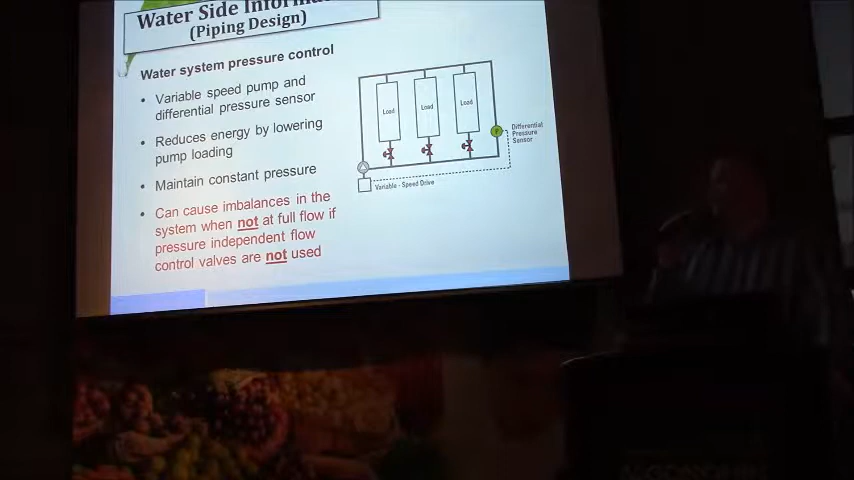 Water Side
(Piping Design)
Water system pressure control
• Variable speed pump and
differential pressure sensor
• Reduces energy by lowering
pump loading
• Maintain constant pressure
• Can cause imbalances in the
system when not at full flow if
pressure independent flow
control valves are not used
Load
Load
Load
Differential
Pressure
Sensor
Variable - Speed Drive